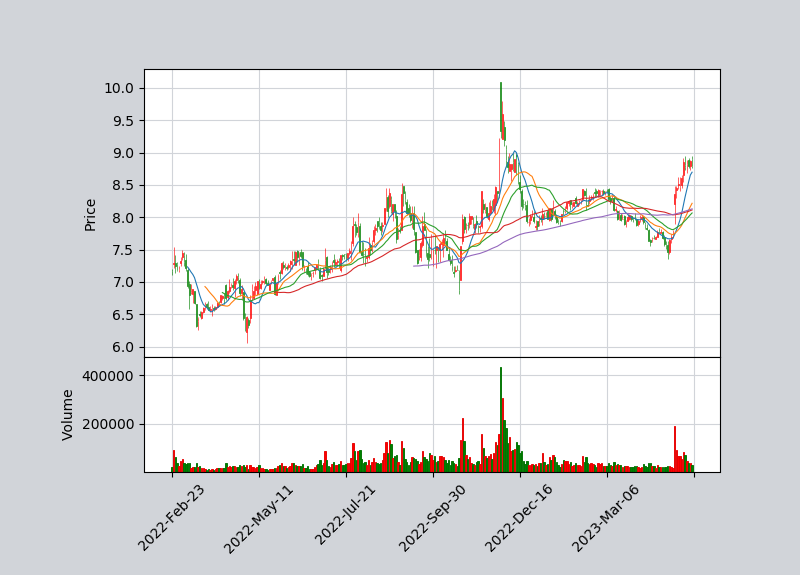 10.0
9.5
9.0
8.5
8.0
7.5
7.0
6.5
6.0
Price
400000
200000
Volume
2022-Feb-23
2022-May-11
2022-Jul-21
2022-Sep-30
2022-Dec-16
2023-Mar-06